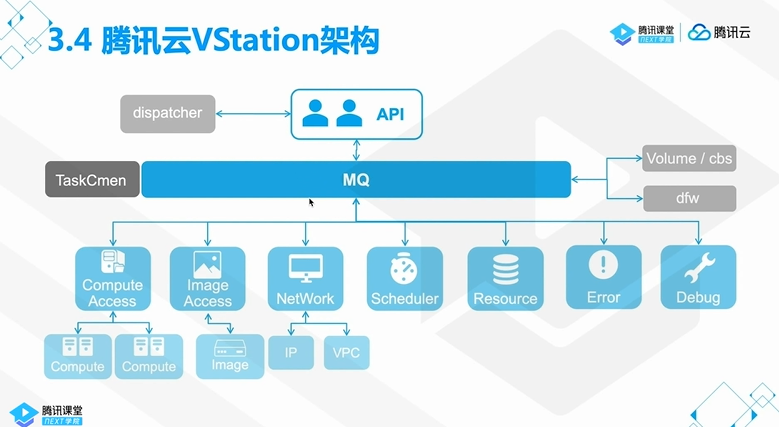 3.4 腾讯云VStation架构
腾讯课堂
NEXT学院
腾讯云
dispatcher
API
TaskCmen
MQ
Volume / cbs
dfw
Compute
Access
Image
Access
NetWork
Scheduler
Resource
Error
Debug
Compute
Compute
Image
IP
VPC
腾讯课堂
NEXT学院